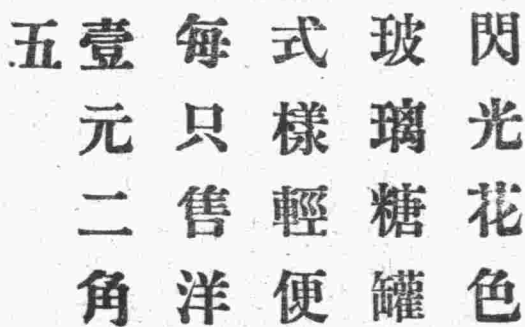 閃光花色
玻璃糖罐
式樣輕便
每只售洋
壹元二角
五